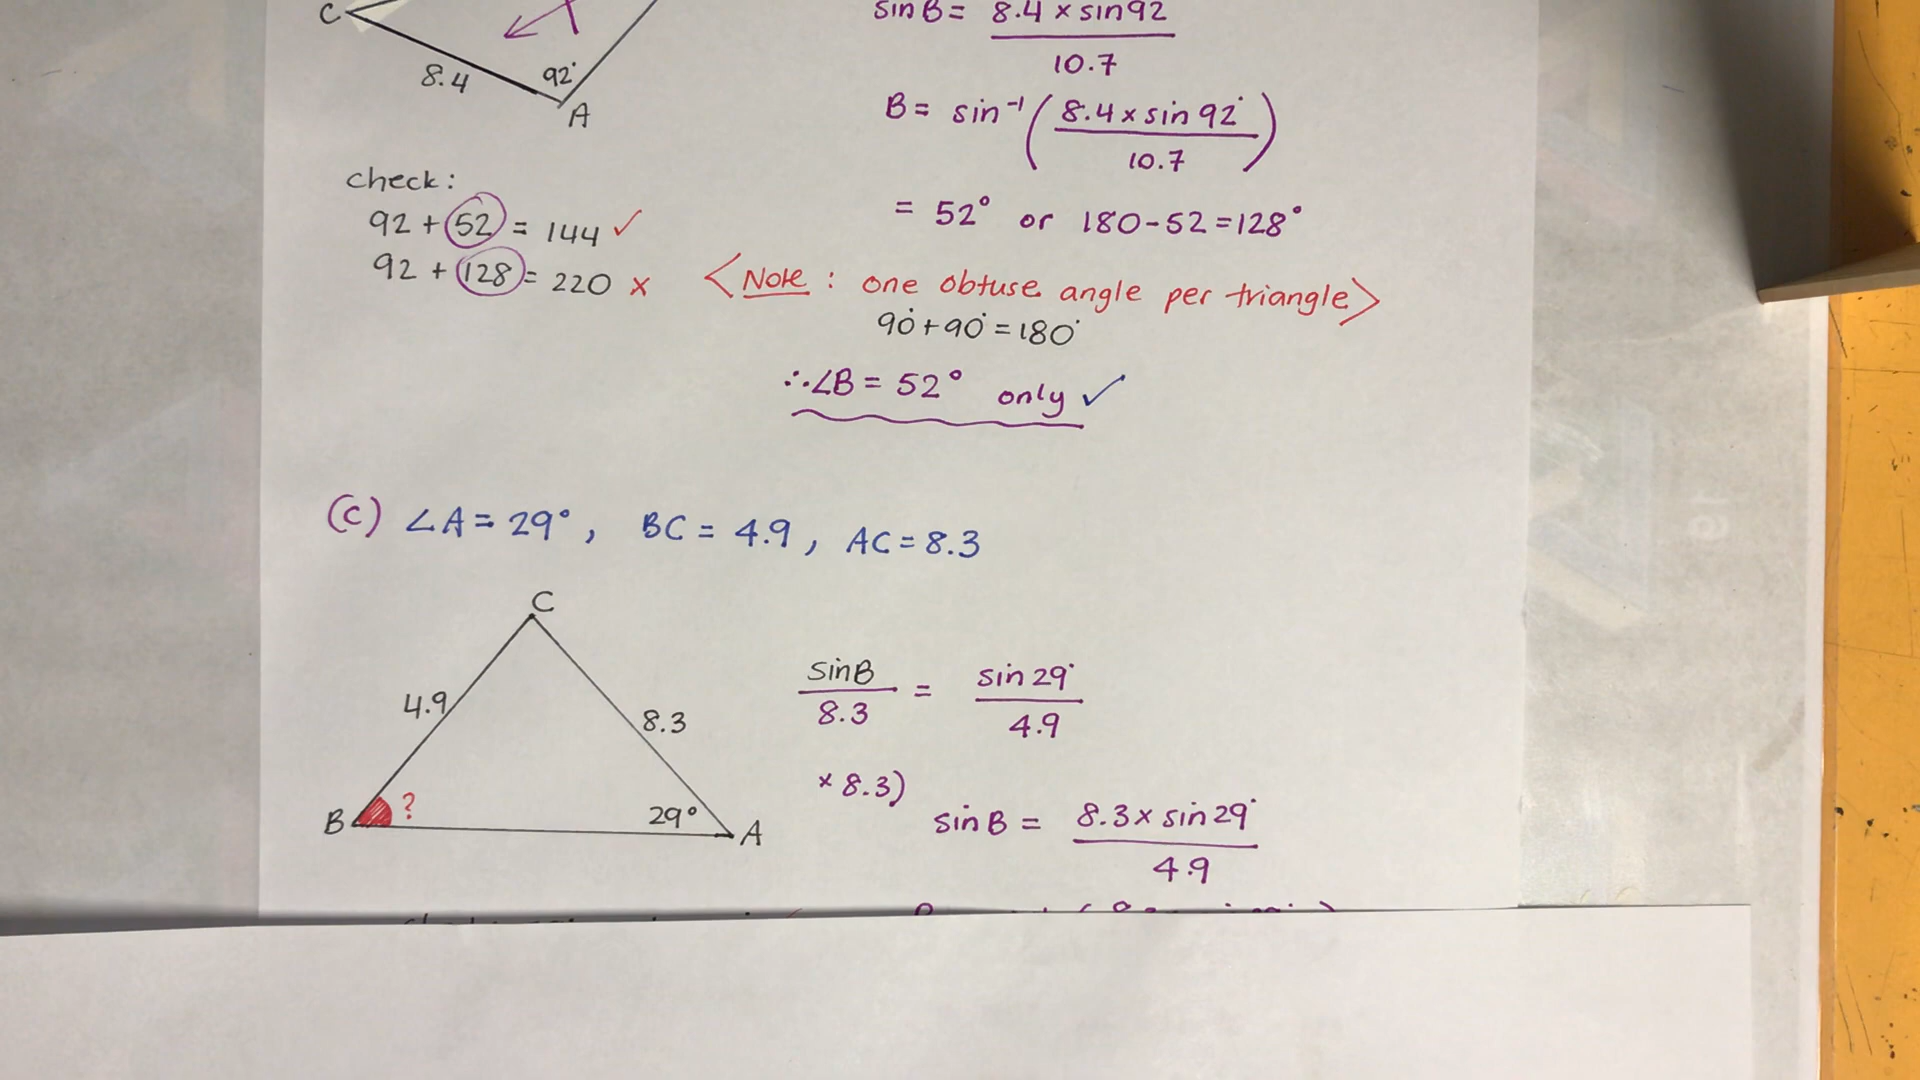 C
8.4
92°
A
sin B = 8.4 × sin 92
10.7
B = sin⁻¹ ( 8.4 × sin 92° )
10.7
= 52° or 180 - 52 = 128°
check :
92 + 52 = 144 ✓
92 + 128 = 220 ×
< Note : one obtuse angle per triangle >
90° + 90° = 180°
∴ ∠B = 52° only ✓
(C) ∠A = 29° , BC = 4.9 , AC = 8.3
C
4.9
8.3
B
?
29°
A
sin B = sin 29°
8.3 4.9
× 8.3)
sin B = 8.3 × sin 29°
4.9